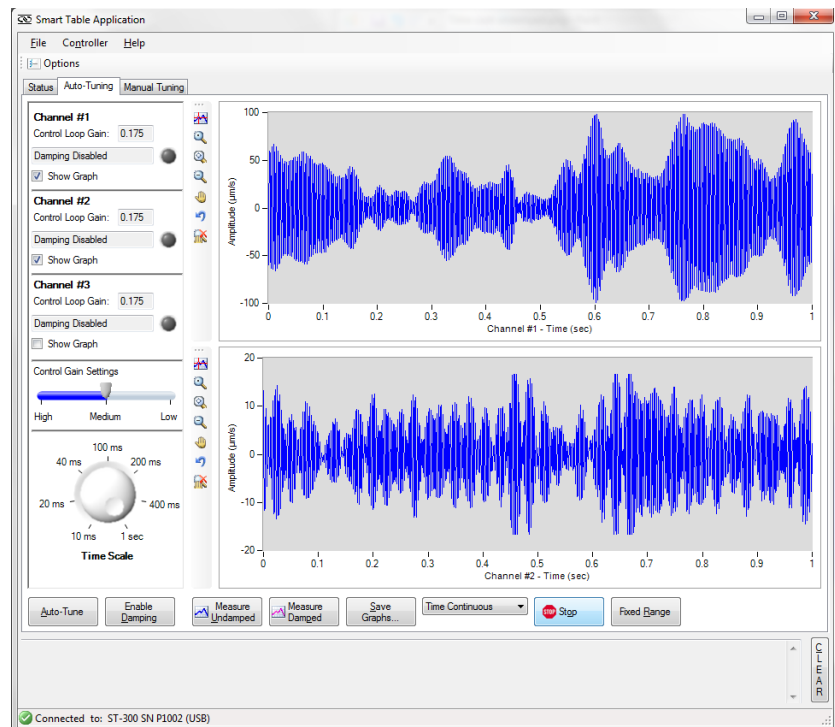 Smart Table Application
File Controller Help
Options
Status Auto-Tuning Manual Tuning
Channel #1
Control Loop Gain: 0.175
Damping Disabled
Show Graph
Channel #2
Control Loop Gain: 0.175
Damping Disabled
Show Graph
Channel #3
Control Loop Gain: 0.175
Damping Disabled
Show Graph
Control Gain Settings
High Medium Low
100 ms
40 ms 200 ms
20 ms 400 ms
10 ms 1 sec
Time Scale
Amplitude (µm/s)
100
50
0
-50
-100
0 0.1 0.2 0.3 0.4 0.5 0.6 0.7 0.8 0.9 1
Channel #1 - Time (sec)
Amplitude (µm/s)
20
10
0
-10
-20
0 0.1 0.2 0.3 0.4 0.5 0.6 0.7 0.8 0.9 1
Channel #2 - Time (sec)
Auto-Tune
Enable
Damping
Measure
Undamped
Measure
Damped
Save
Graphs...
Time Continuous
STOP Stop
Fixed Range
CLEAR
Connected to: ST-300 SN P1002 (USB)